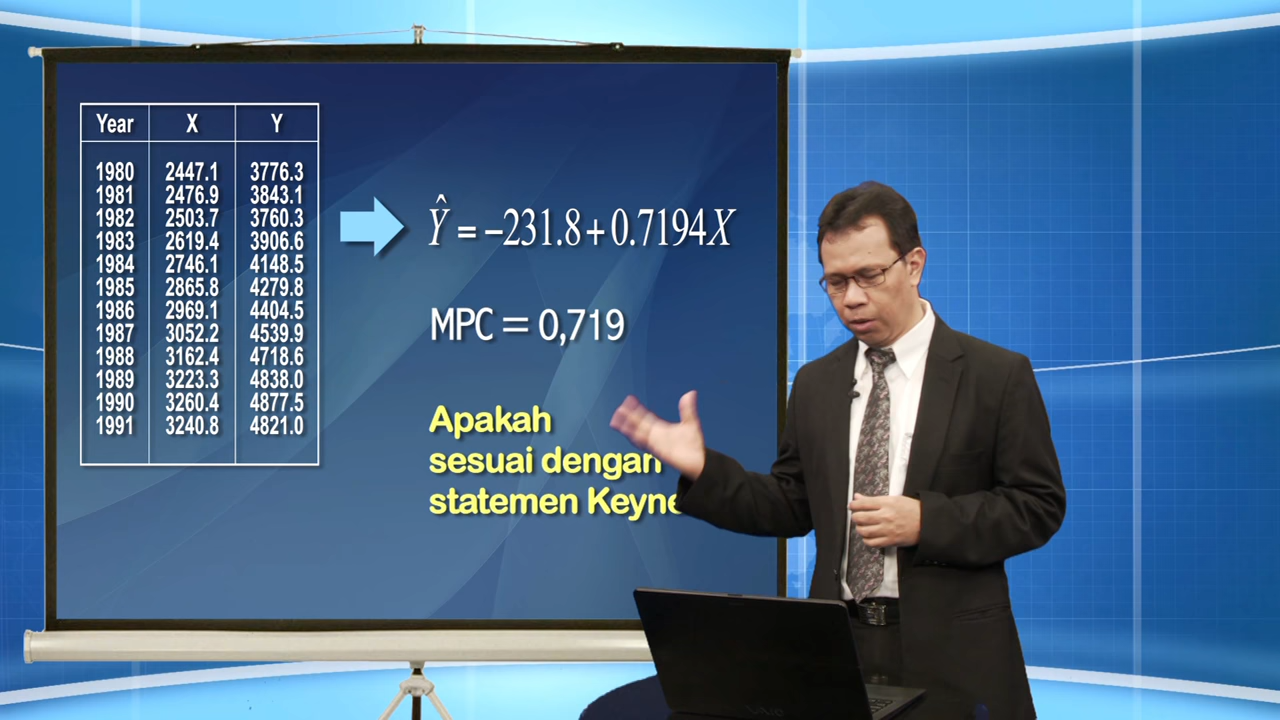 Year X Y
1980 2447.1 3776.3
1981 2476.9 3843.1
1982 2503.7 3760.3
1983 2619.4 3906.6
1984 2746.1 4148.5
1985 2865.8 4279.8
1986 2969.1 4404.5
1987 3052.2 4539.9
1988 3162.4 4718.6
1989 3223.3 4838.0
1990 3260.4 4877.5
1991 3240.8 4821.0
Ŷ = −231.8 + 0.7194X
MPC = 0,719
Apakah
sesuai dengan
statemen Keyne